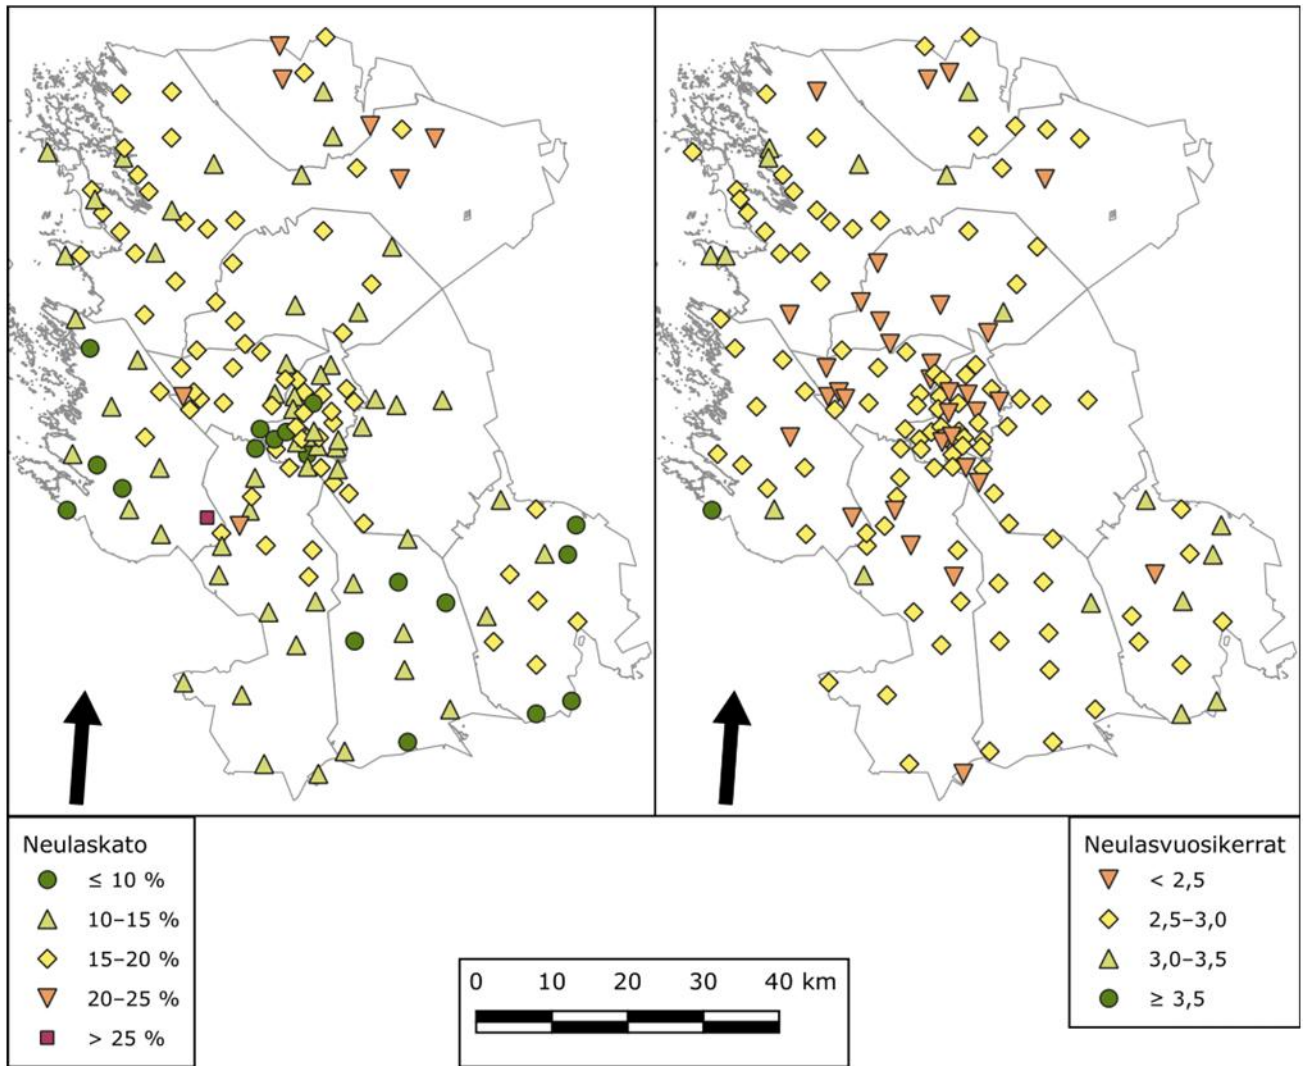 Neulaskato
≤ 10 %
10–15 %
15–20 %
20–25 %
> 25 %
0 10 20 30 40 km
Neulasvuosikerrat
< 2,5
2,5–3,0
3,0–3,5
≥ 3,5